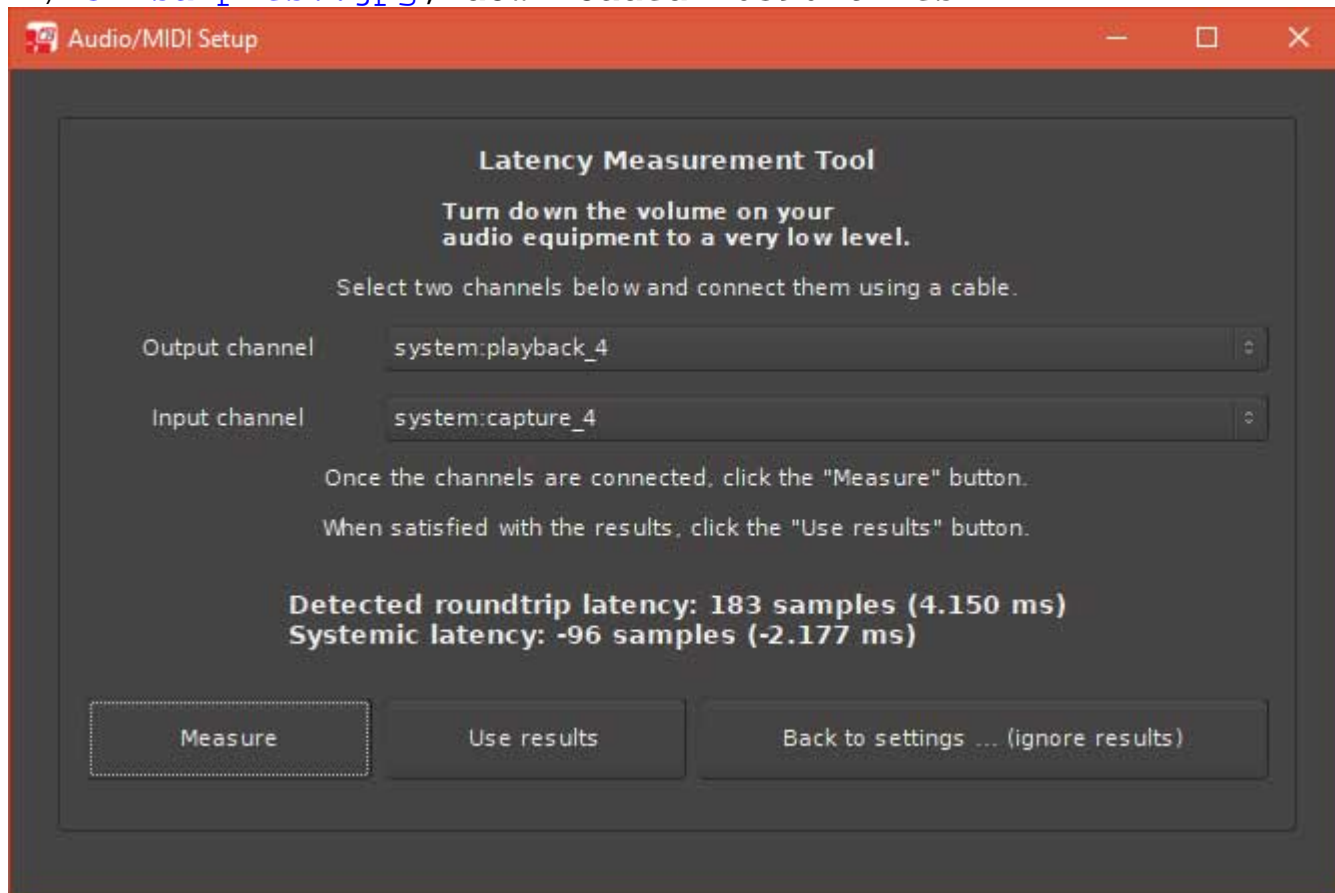 Audio/MIDI Setup
Latency Measurement Tool
Turn down the volume on your
audio equipment to a very low level.
Select two channels below and connect them using a cable.
Output channel system:playback_4
Input channel system:capture_4
Once the channels are connected, click the "Measure" button.
When satisfied with the results, click the "Use results" button.
Detected roundtrip latency: 183 samples (4.150 ms)
Systemic latency: -96 samples (-2.177 ms)
Measure Use results Back to settings ... (ignore results)